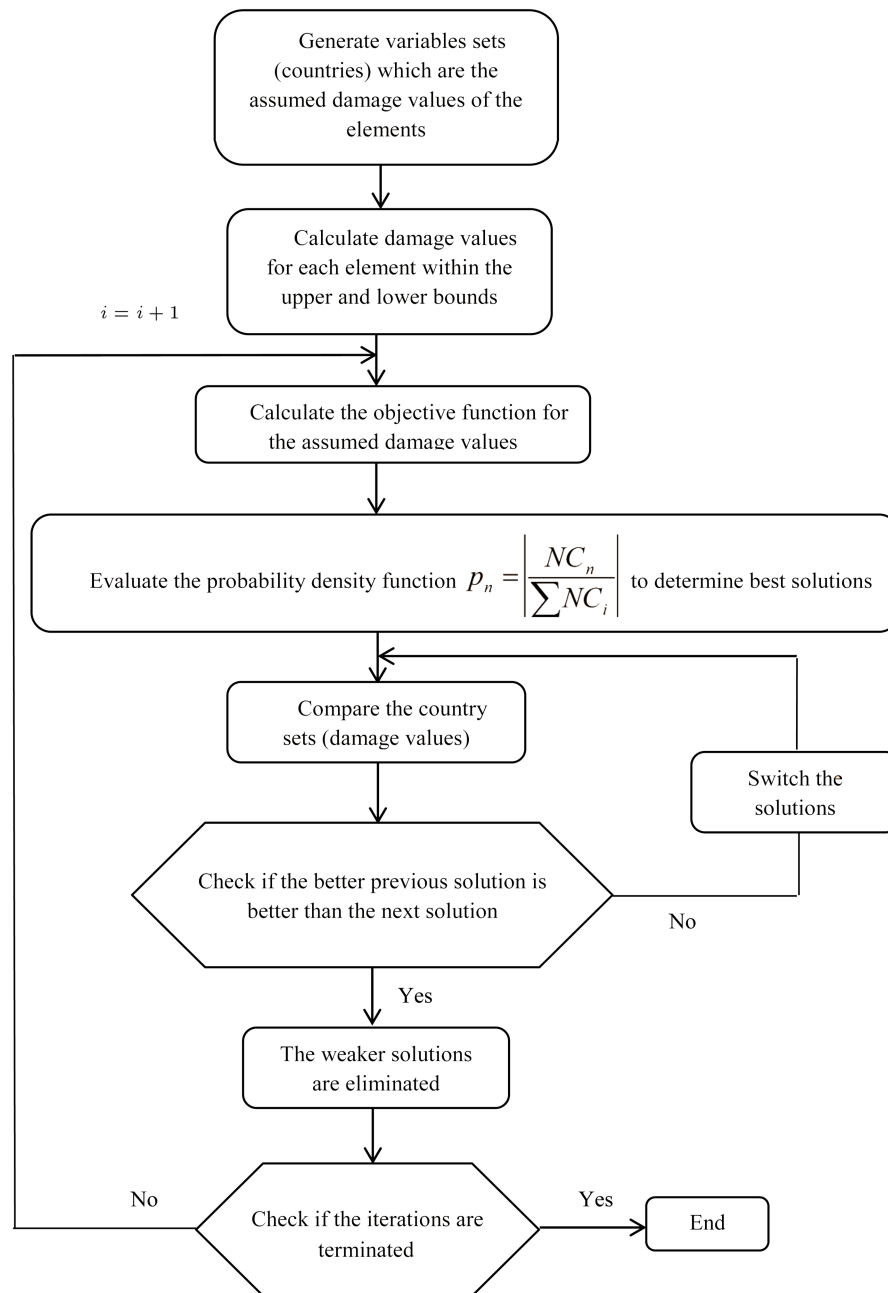 Generate variables sets
(countries) which are the
assumed damage values of the
elements
Calculate damage values
for each element within the
upper and lower bounds
i = i + 1
Calculate the objective function for
the assumed damage values
Evaluate the probability density function p_n = |NC_n / ∑NC_i| to determine best solutions
Compare the country
sets (damage values)
Switch the
solutions
Check if the better previous solution is
better than the next solution
No
Yes
The weaker solutions
are eliminated
No
Check if the iterations are
terminated
Yes
End